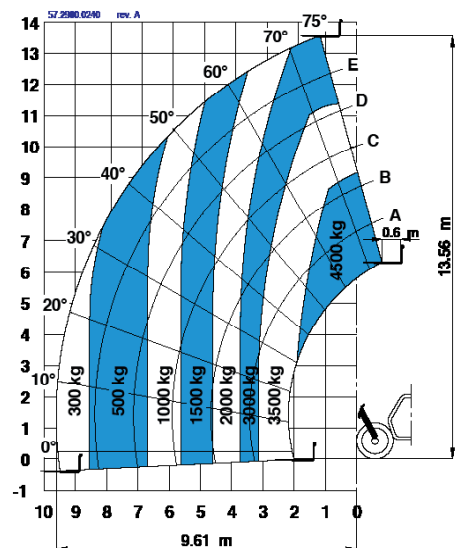 57.2900.0240 rev. A
14
13
12
11
10
9
8
7
6
5
4
3
2
1
0
-1
75°
70°
60°
50°
40°
30°
20°
10°
0°
E
D
C
B
A
0.6 m
13.56 m
300 kg
500 kg
1000 kg
1500 kg
2000 kg
3000 kg
3500 kg
4500 kg
10 9 8 7 6 5 4 3 2 1 0
9.61 m